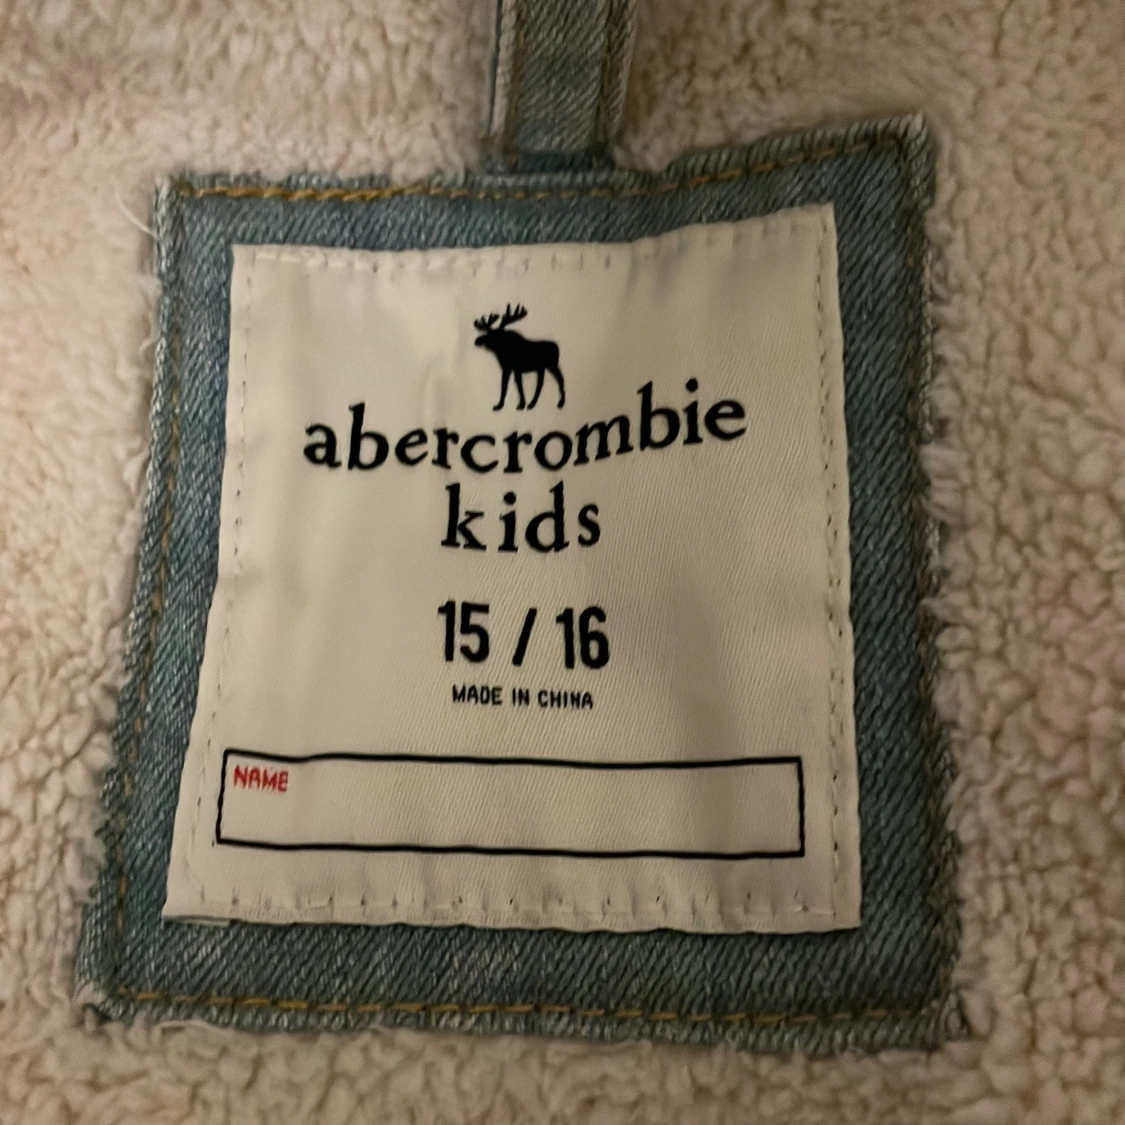 abercrombie
kids
15 / 16
MADE IN CHINA
NAME